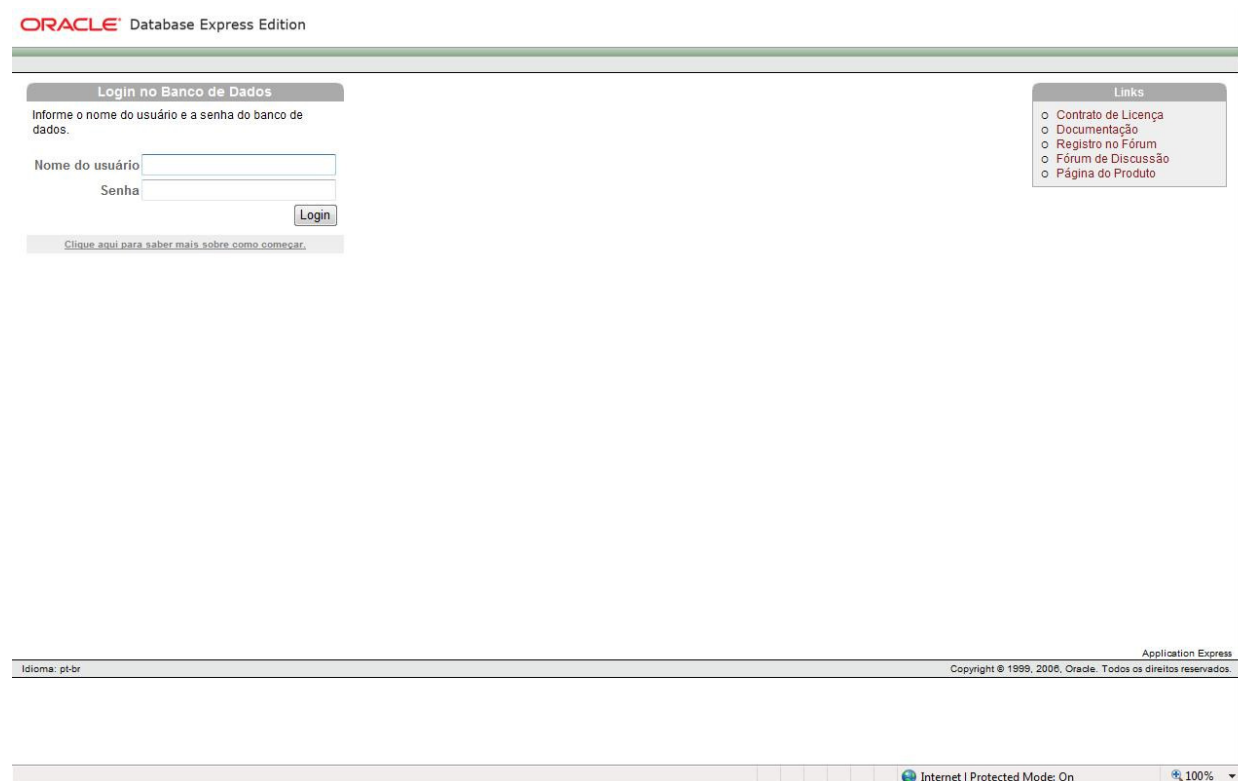 ORACLE® Database Express Edition
Login no Banco de Dados
Informe o nome do usuário e a senha do banco de
dados.
Nome do usuário
Senha
Login
Clique aqui para saber mais sobre como começar.
Links
Contrato de Licença
Documentação
Registro no Fórum
Fórum de Discussão
Página do Produto
Application Express
Idioma: pt-br
Copyright © 1999, 2006, Oracle. Todos os direitos reservados.
Internet | Protected Mode: On
100%